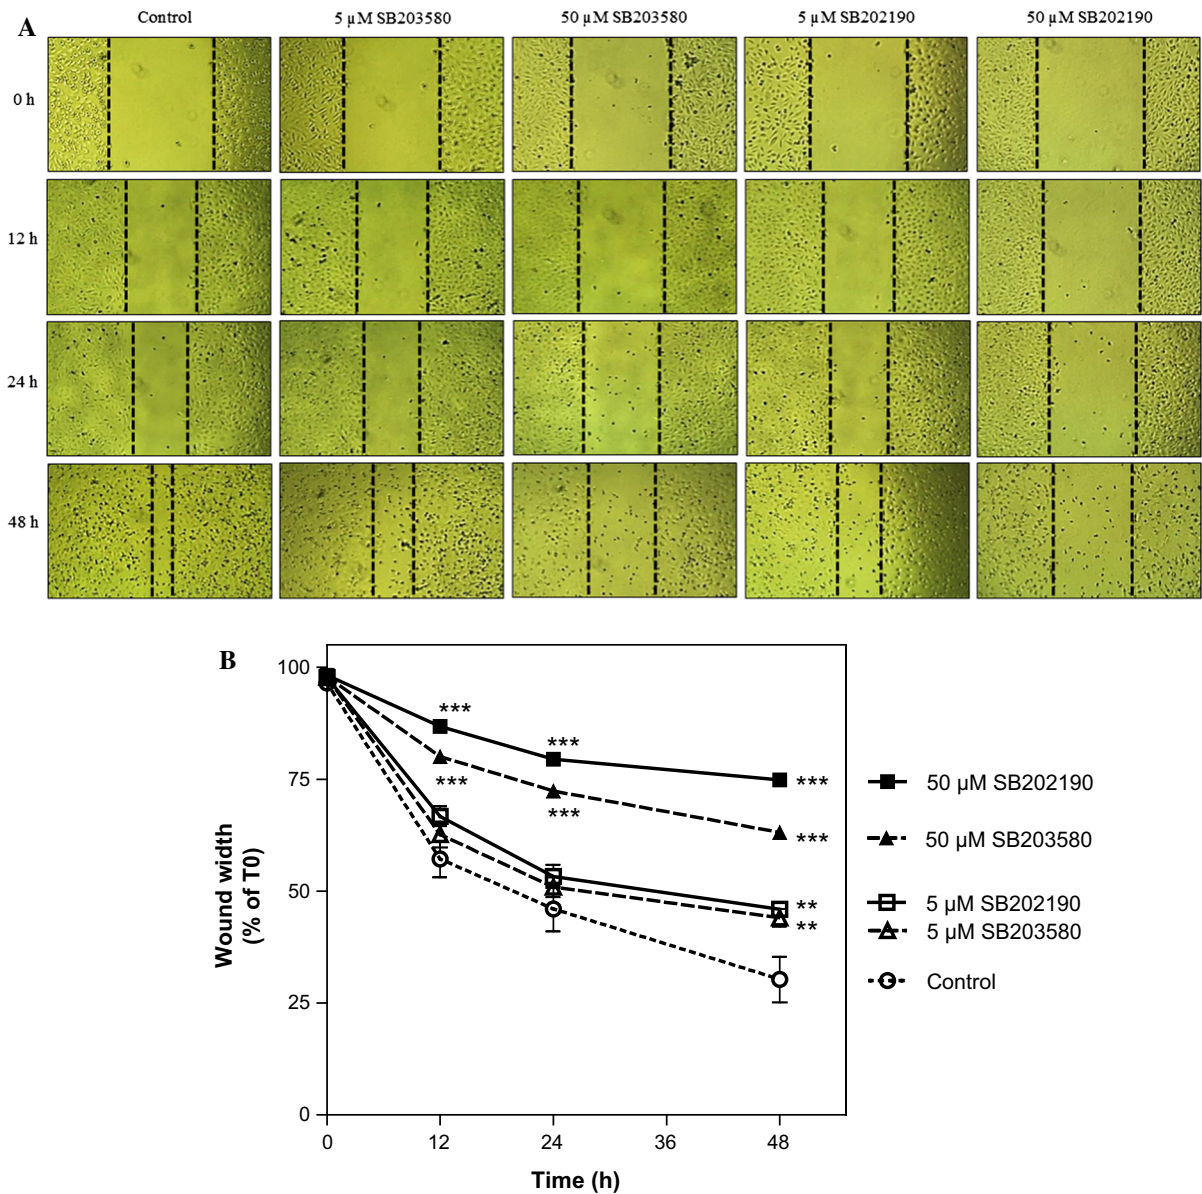 A
Control
5 µM SB203580
50 µM SB203580
5 µM SB202190
50 µM SB202190
0 h
12 h
24 h
48 h
B
100
75
50
25
0
Wound width
(% of T0)
0
12
24
36
48
Time (h)
***
***
***
***
***
***
**
**
50 µM SB202190
50 µM SB203580
5 µM SB202190
5 µM SB203580
Control